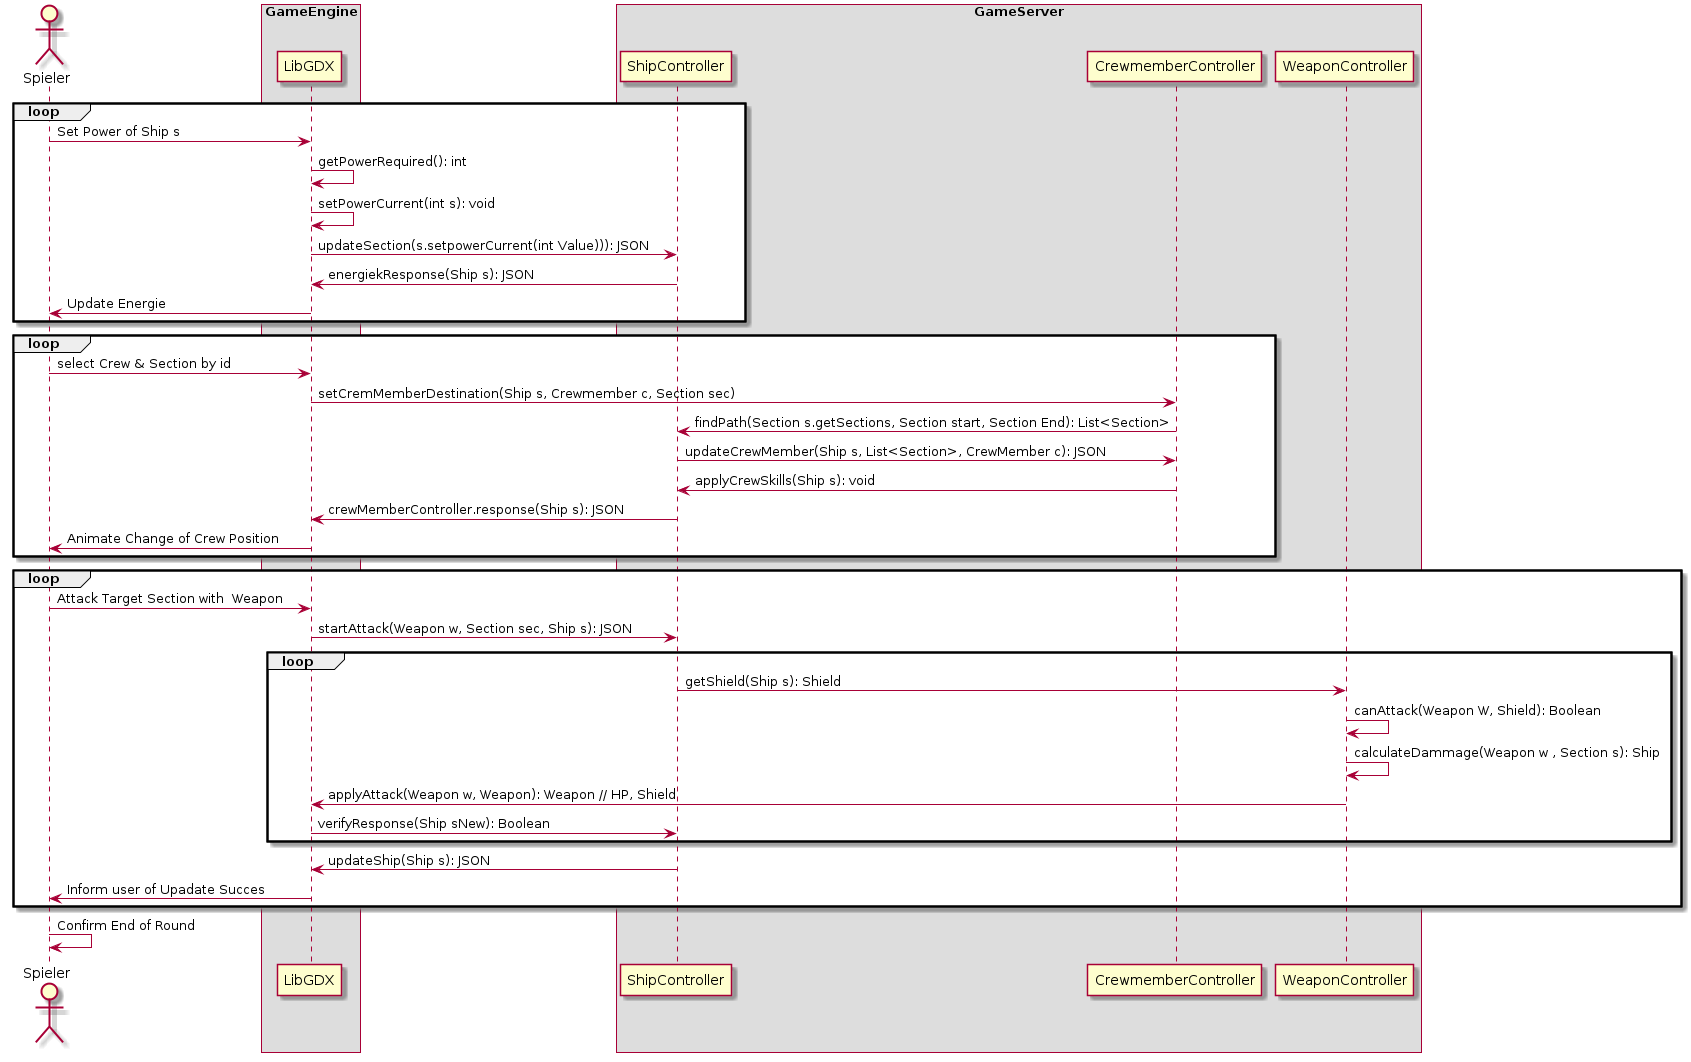 GameEngine
GameServer
Spieler
LibGDX
ShipController
CrewmemberController
WeaponController
loop
Set Power of Ship s
getPowerRequired(): int
setPowerCurrent(int s): void
updateSection(s.setpowerCurrent(int Value))): JSON
energiekResponse(Ship s): JSON
Update Energie
loop
select Crew & Section by id
setCremMemberDestination(Ship s, Crewmember c, Section sec)
findPath(Section s.getSections, Section start, Section End): List<Section>
updateCrewMember(Ship s, List<Section>, CrewMember c): JSON
applyCrewSkills(Ship s): void
crewMemberController.response(Ship s): JSON
Animate Change of Crew Position
loop
Attack Target Section with  Weapon
startAttack(Weapon w, Section sec, Ship s): JSON
loop
getShield(Ship s): Shield
canAttack(Weapon W, Shield): Boolean
calculateDammage(Weapon w , Section s): Ship
applyAttack(Weapon w, Weapon): Weapon // HP, Shield
verifyResponse(Ship sNew): Boolean
updateShip(Ship s): JSON
Inform user of Upadate Succes
Confirm End of Round
Spieler
LibGDX
ShipController
CrewmemberController
WeaponController